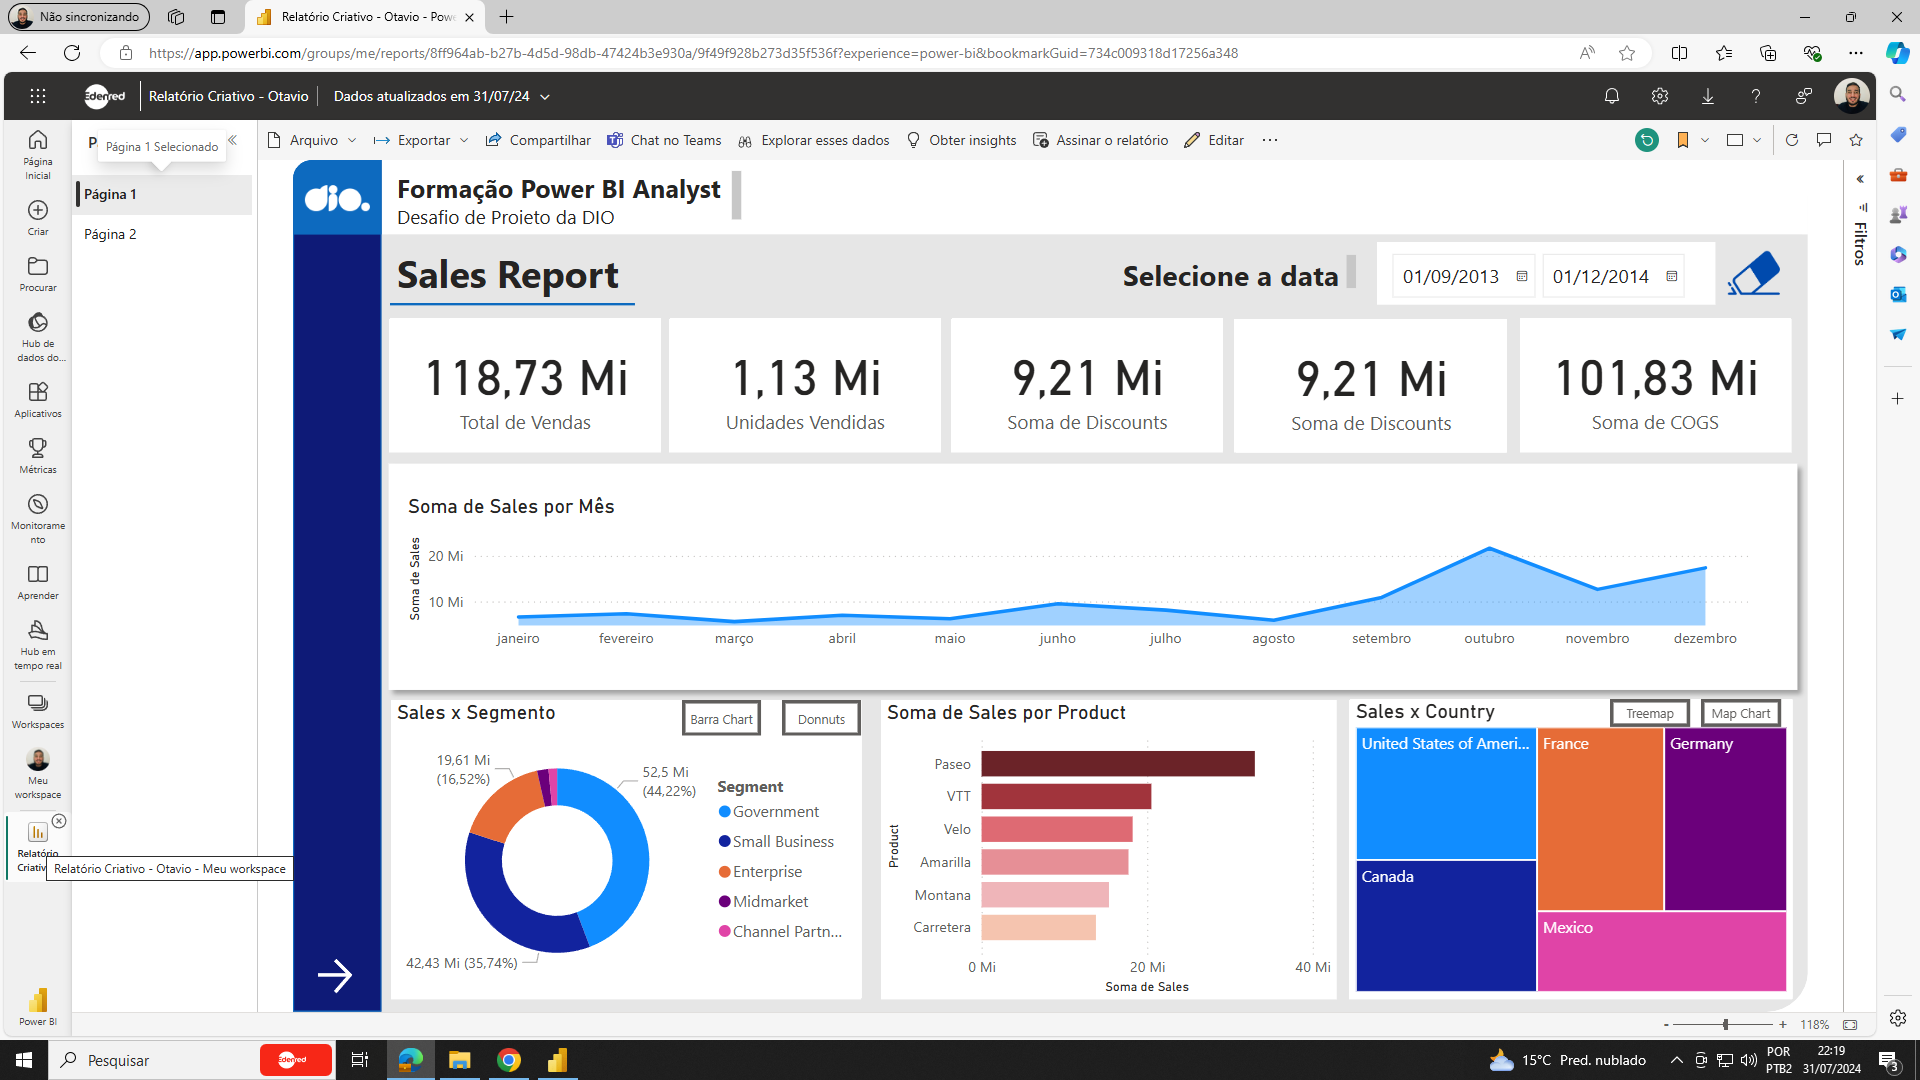 Não sincronizando
Relatório Criativo - Otavio - Powe
https://app.powerbi.com/groups/me/reports/8ff964ab-b27b-4d5d-98db-47424b3e930a/9f49f928b273d35f536f?experience=power-bi&bookmarkGuid=734c009318d17256a348
Edenred
Relatório Criativo - Otavio
Dados atualizados em 31/07/24
Arquivo
Exportar
Compartilhar
Chat no Teams
Explorar esses dados
Obter insights
Assinar o relatório
Editar
Página 1 Selecionado
Página 1
Página 2
Página Inicial
Criar
Procurar
Hub de dados do...
Aplicativos
Métricas
Monitoramento
Aprender
Hub em tempo real
Workspaces
Meu workspace
Relatório Criativ
Relatório Criativo - Otavio - Meu workspace
Power BI
dio.
Formação Power BI Analyst
Desafio de Projeto da DIO
Sales Report
Selecione a data
01/09/2013
01/12/2014
Filtros
118,73 Mi
Total de Vendas
1,13 Mi
Unidades Vendidas
9,21 Mi
Soma de Discounts
9,21 Mi
Soma de Discounts
101,83 Mi
Soma de COGS
Soma de Sales por Mês
Soma de Sales
20 Mi
10 Mi
janeiro fevereiro março abril maio junho julho agosto setembro outubro novembro dezembro
Sales x Segmento
Barra Chart
Donnuts
19,61 Mi
(16,52%)
52,5 Mi
(44,22%)
42,43 Mi (35,74%)
Segment
Government
Small Business
Enterprise
Midmarket
Channel Partn...
Soma de Sales por Product
Product
Paseo
VTT
Velo
Amarilla
Montana
Carretera
0 Mi 20 Mi 40 Mi
Soma de Sales
Sales x Country
Treemap
Map Chart
United States of Ameri...
France
Germany
Canada
Mexico
- + 118%
Pesquisar
Edenred
15°C Pred. nublado
POR
PTB2
22:19
31/07/2024
3